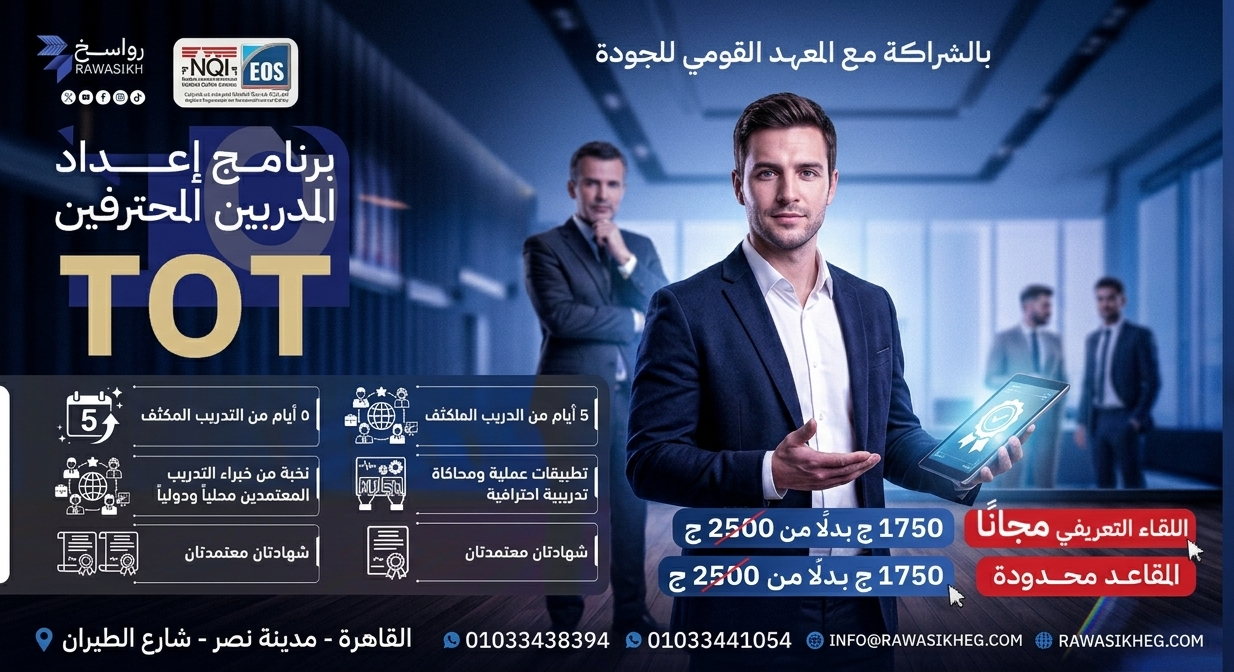 رواسخ
RAWASIKH
NQI
EOS
بالشراكة مع المعهد القومي للجودة
برنامج إعداد
المدربين المحترفين
TOT
5 أيام من الدريب الملكثف
5
٥ أيام من التدريب المكثف
تطبيقات عملية ومحاكاة
تدريبية احترافية
نخبة من خبراء التدريب
المعتمدين محلياً ودولياً
شهادتان معتمدتان
شهادتان معتمدتان
اللقاء التعريفي مجانًا
1750 ج بدلًا من 2500 ج
المقاعد محدودة
1750 ج بدلًا من 2500 ج
القاهرة - مدينة نصر - شارع الطيران
01033438394
01033441054
INFO@RAWASIKHEG.COM
RAWASIKHEG.COM